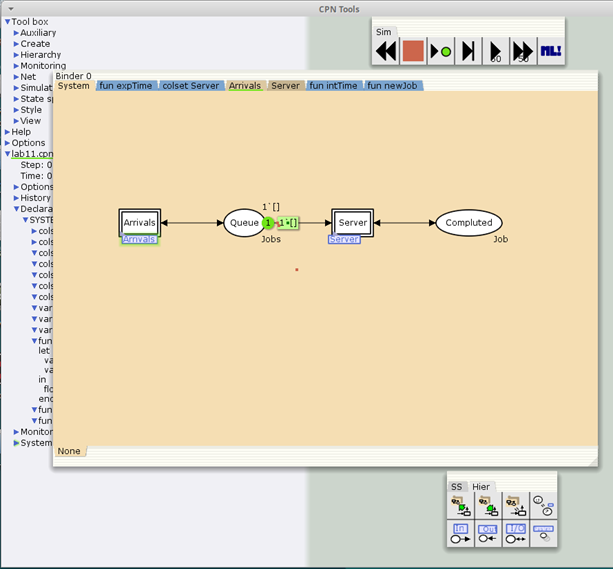 CPN Tools
Tool box
Auxiliary
Create
Hierarchy
Monitoring
Net
Simulat
State sp
Style
View
Help
Options
lab11.cpn
Step: 0
Time: 0
Options
History
Declara
SYSTE
cols
cols
cols
cols
cols
cols
var
var
var
fun
let
va
va
in
flo
end
fun
fun
Monitor
System
Sim
ML!
Binder 0
System
fun expTime
colset Server
Arrivals
Server
fun intTime
fun newJob
1`[]
Arrivals
Queue
1
1`[]
Server
Compluted
Arrivals
Jobs
Server
Job
None
SS
Hier
In
Out
I/O